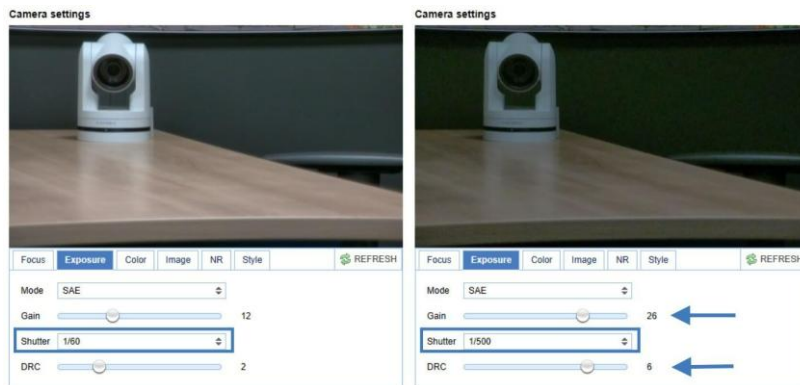 Camera settings
Focus Exposure Color Image NR Style REFRESH
Mode SAE
Gain 12
Shutter 1/60
DRC 2
Camera settings
Focus Exposure Color Image NR Style REFRESH
Mode SAE
Gain 26
Shutter 1/500
DRC 6